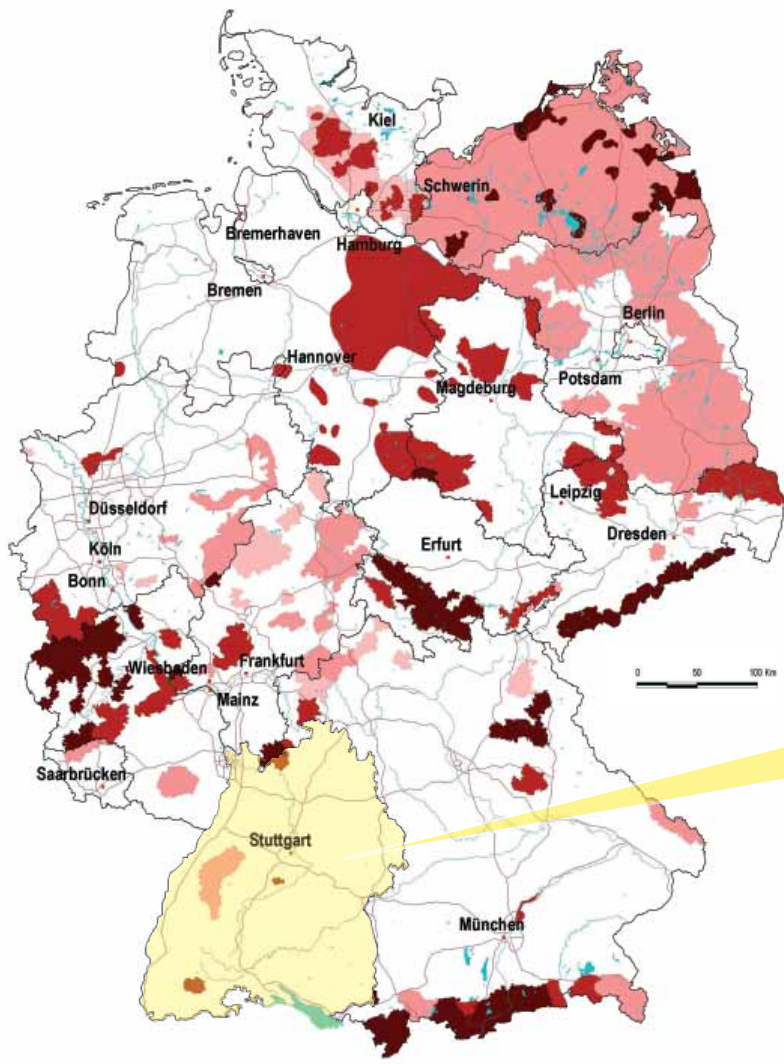 Kiel
Schwerin
Bremerhaven
Hamburg
Bremen
Berlin
Hannover
Potsdam
Magdeburg
Leipzig
Düsseldorf
Dresden
Erfurt
Köln
Bonn
Wiesbaden
Frankfurt
0 50 100 Km
Mainz
Saarbrücken
Stuttgart
München